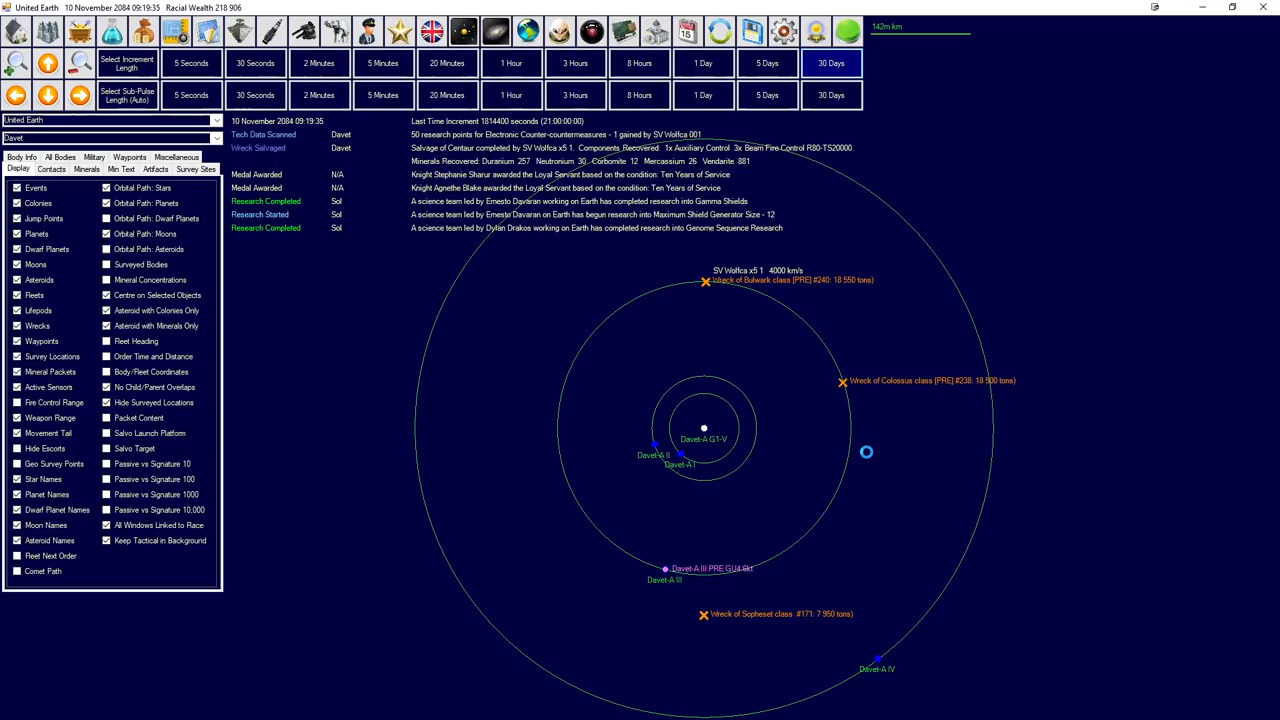 United Earth 10 November 2084 09:19:35 Racial Wealth 218 906
142m km
Select Increment Length 5 Seconds 30 Seconds 2 Minutes 5 Minutes 20 Minutes 1 Hour 3 Hours 8 Hours 1 Day 5 Days 30 Days
Select Sub-Pulse Length (Auto) 5 Seconds 30 Seconds 2 Minutes 5 Minutes 20 Minutes 1 Hour 3 Hours 8 Hours 1 Day 5 Days 30 Days
United Earth
Davet
Body Info All Bodies Military Waypoints Miscellaneous
Display Contacts Minerals Min Text Artifacts Survey Sites
Events Orbital Path: Stars
Colonies Orbital Path: Planets
Jump Points Orbital Path: Dwarf Planets
Planets Orbital Path: Moons
Dwarf Planets Orbital Path: Asteroids
Moons Surveyed Bodies
Asteroids Mineral Concentrations
Fleets Centre on Selected Objects
Lifepods Asteroid with Colonies Only
Wrecks Asteroid with Minerals Only
Waypoints Fleet Heading
Survey Locations Order Time and Distance
Mineral Packets Body/Fleet Coordinates
Active Sensors No Child/Parent Overlaps
Fire Control Range Hide Surveyed Locations
Weapon Range Packet Content
Movement Tail Salvo Launch Platform
Hide Escorts Salvo Target
Geo Survey Points Passive vs Signature 10
Star Names Passive vs Signature 100
Planet Names Passive vs Signature 1000
Dwarf Planet Names Passive vs Signature 10,000
Moon Names All Windows Linked to Race
Asteroid Names Keep Tactical in Background
Fleet Next Order
Comet Path
10 November 2084 09:19:35 Last Time Increment 1814400 seconds (21:00:00:00)
Tech Data Scanned Davet 50 research points for Electronic Counter-countermeasures - 1 gained by SV Wolfca 001
Wreck Salvaged Davet Salvage of Centaur completed by SV Wolfca x5 1. Components Recovered: 1x Auxiliary Control 3x Beam Fire Control R80-TS20000.
Minerals Recovered: Duranium 257 Neutronium 30 Corbomite 12 Mercassium 26 Vendarite 881
Medal Awarded N/A Knight Stephanie Sharur awarded the Loyal Servant based on the condition: Ten Years of Service
Medal Awarded N/A Knight Agnethe Blake awarded the Loyal Servant based on the condition: Ten Years of Service
Research Completed Sol A science team led by Ernesto Davaran working on Earth has completed research into Gamma Shields
Research Started Sol A science team led by Ernesto Davaran on Earth has begun research into Maximum Shield Generator Size - 12
Research Completed Sol A science team led by Dylan Drakos working on Earth has completed research into Genome Sequence Research
SV Wolfca x5 1 4000 km/s
Wreck of Bulwark class [PRE] #240: 18 550 tons)
Wreck of Colossus class [PRE] #238: 18 500 tons)
Davet-A G1-V
Davet-A II
Davet-A I
Davet-A III PRE GU4.6kt
Davet-A III
Wreck of Sopheset class #171: 7 950 tons)
Davet-A IV